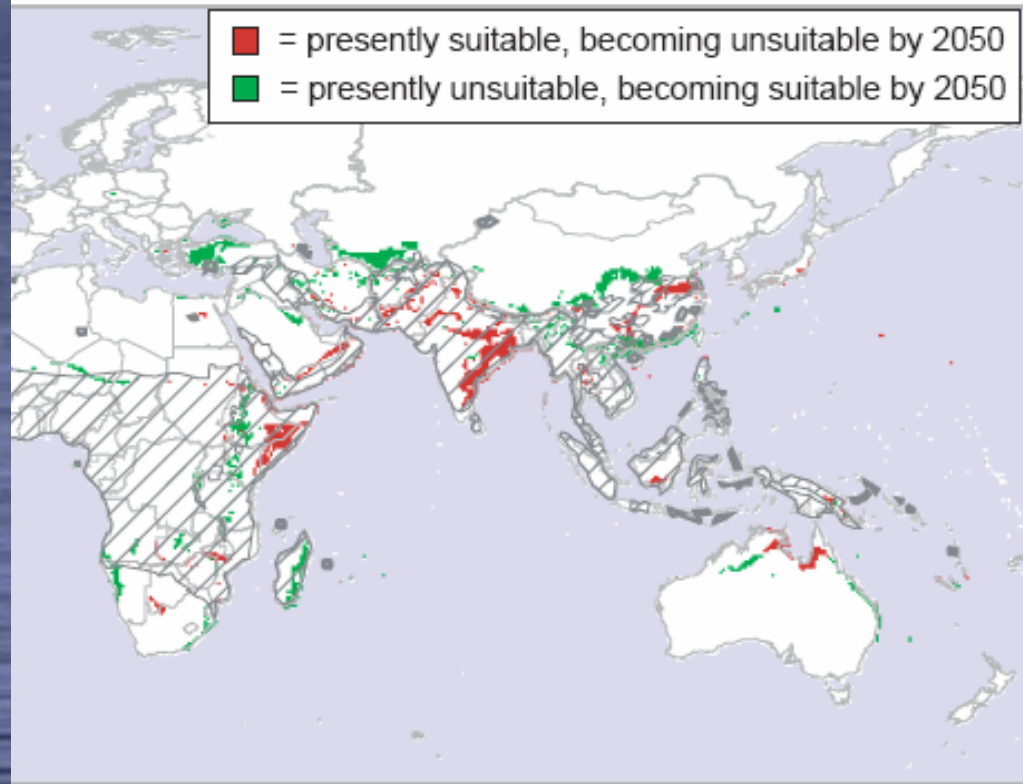 = presently suitable, becoming unsuitable by 2050
= presently unsuitable, becoming suitable by 2050